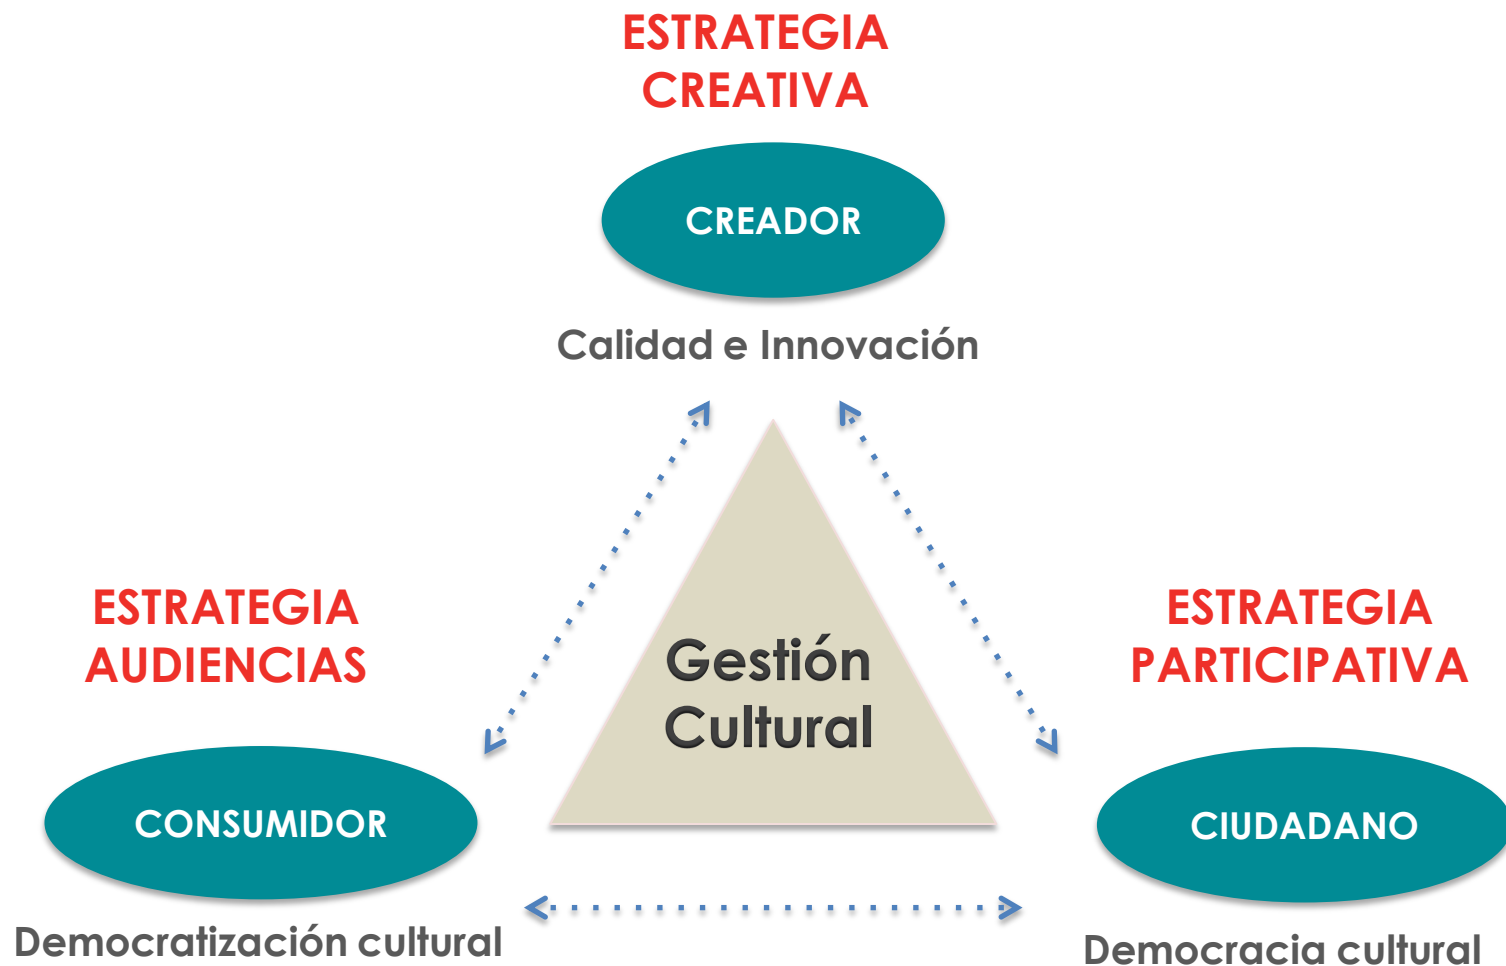 ESTRATEGIA
CREATIVA
CREADOR
Calidad e Innovación
ESTRATEGIA
AUDIENCIAS
CONSUMIDOR
Democratización cultural
Gestión
Cultural
ESTRATEGIA
PARTICIPATIVA
CIUDADANO
Democracia cultural